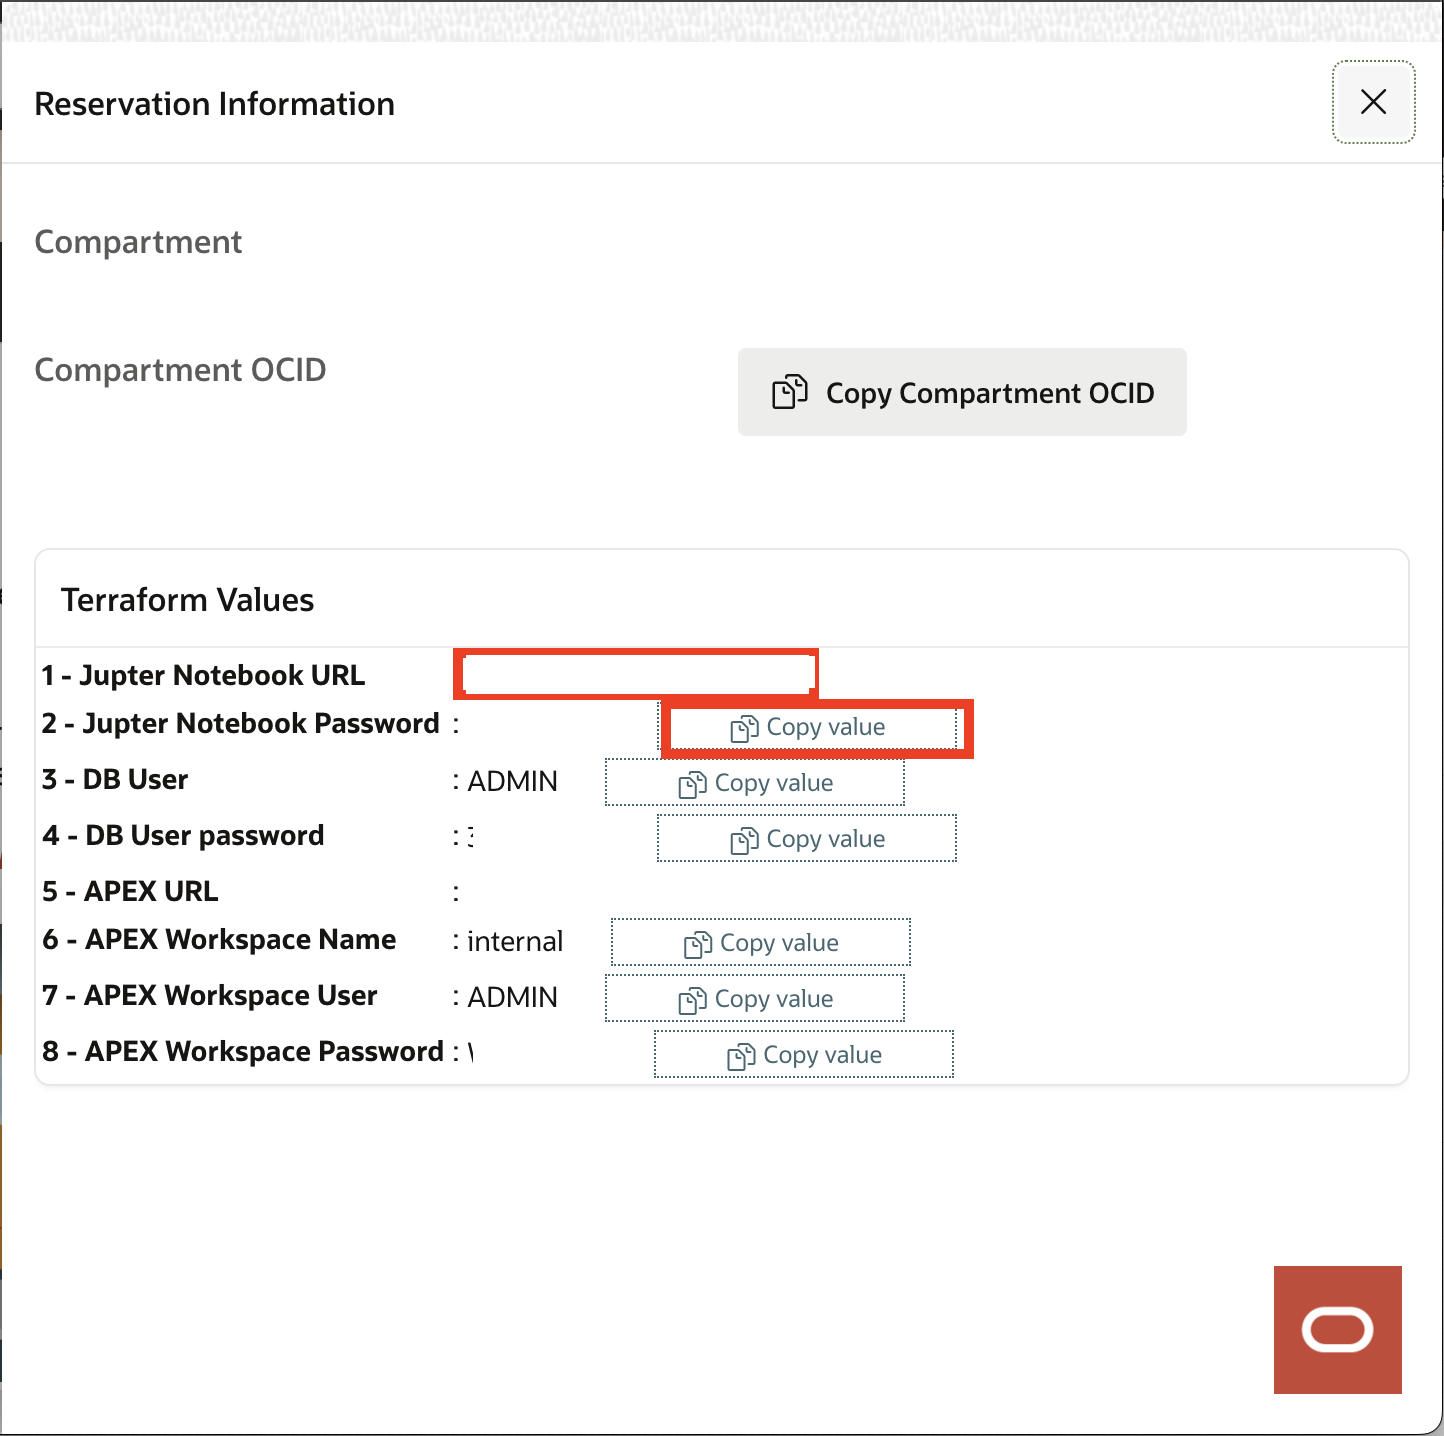 Reservation Information
Compartment
Compartment OCID
Copy Compartment OCID
Terraform Values
1 - Jupter Notebook URL
2 - Jupter Notebook Password : Copy value
3 - DB User : ADMIN Copy value
4 - DB User password : Copy value
5 - APEX URL :
6 - APEX Workspace Name : internal Copy value
7 - APEX Workspace User : ADMIN Copy value
8 - APEX Workspace Password : Copy value